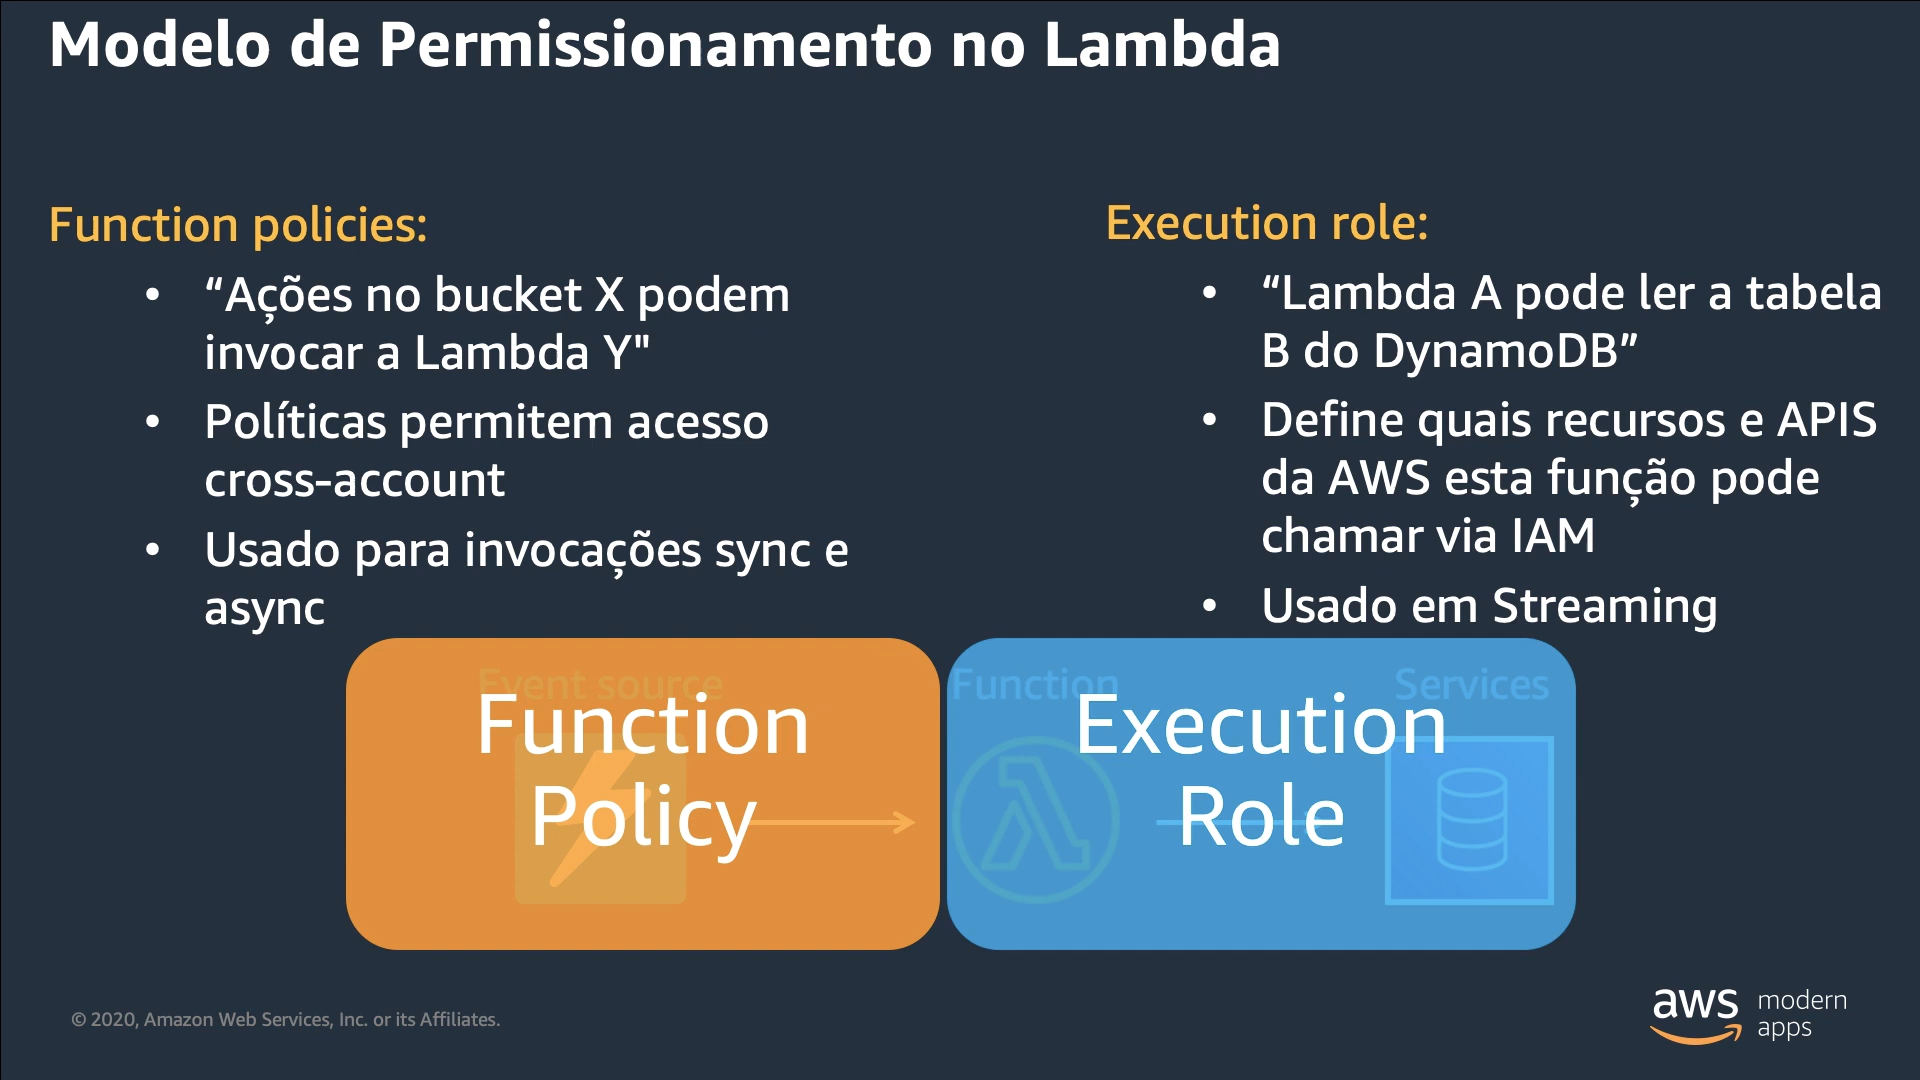 Modelo de Permissionamento no Lambda
Function policies:
• “Ações no bucket X podem
invocar a Lambda Y"
• Políticas permitem acesso
cross-account
• Usado para invocações sync e
async
Execution role:
• “Lambda A pode ler a tabela
B do DynamoDB”
• Define quais recursos e APIS
da AWS esta função pode
chamar via IAM
• Usado em Streaming
Event source
Function
Policy
Function
Services
Execution
Role
© 2020, Amazon Web Services, Inc. or its Affiliates.
aws modern
apps